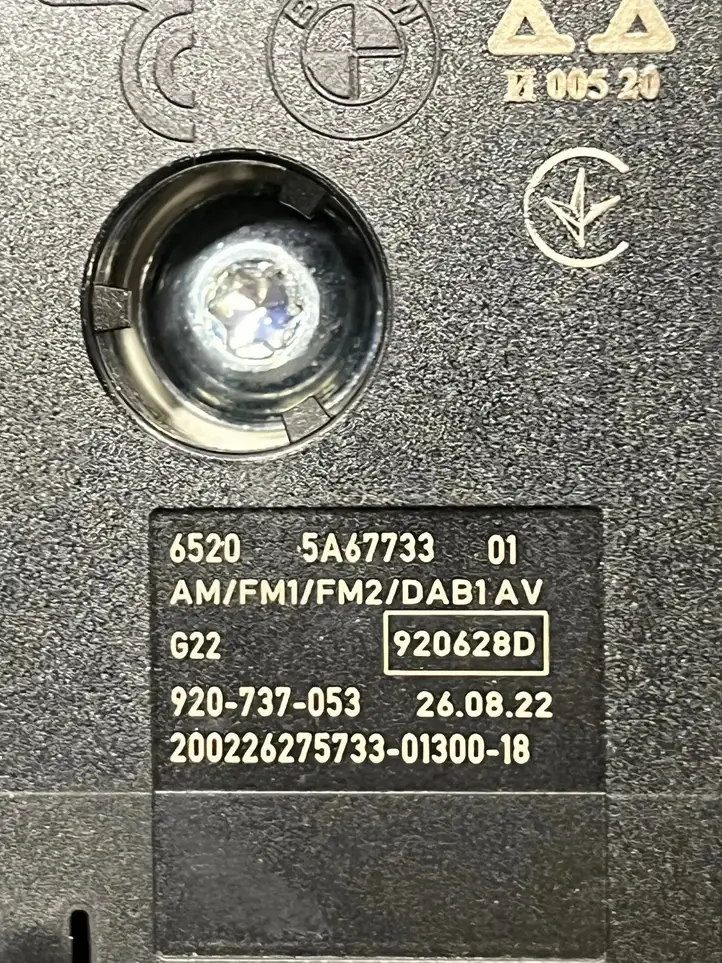 BMW
И 005 20
6520 5A67733 01
AM/FM1/FM2/DAB1 AV
G22 920628D
920-737-053 26.08.22
200226275733-01300-18